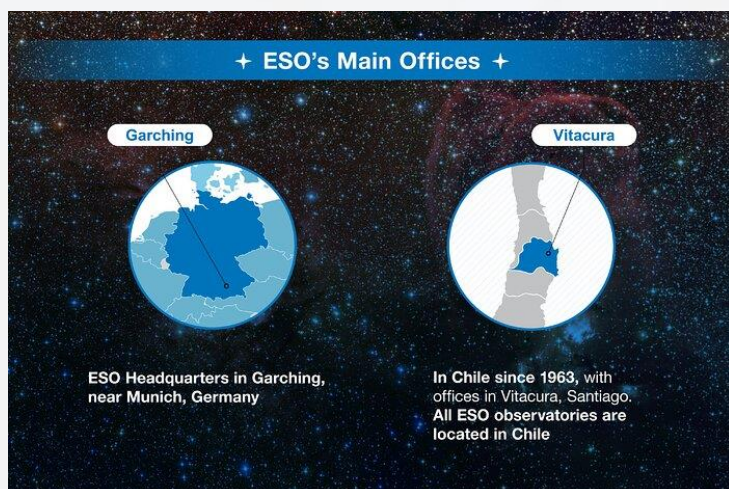 ESO's Main Offices
Garching
Vitacura
ESO Headquarters in Garching,
near Munich, Germany
In Chile since 1963, with
offices in Vitacura, Santiago.
All ESO observatories are
located in Chile